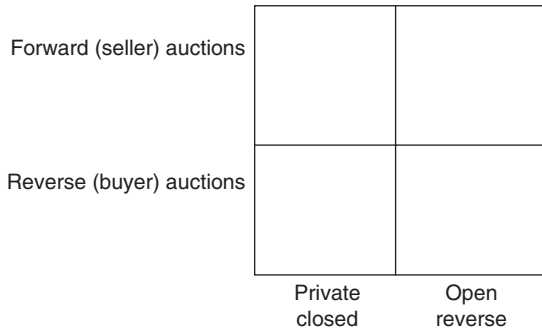 Forward (seller) auctions
Reverse (buyer) auctions
Private Open
closed reverse